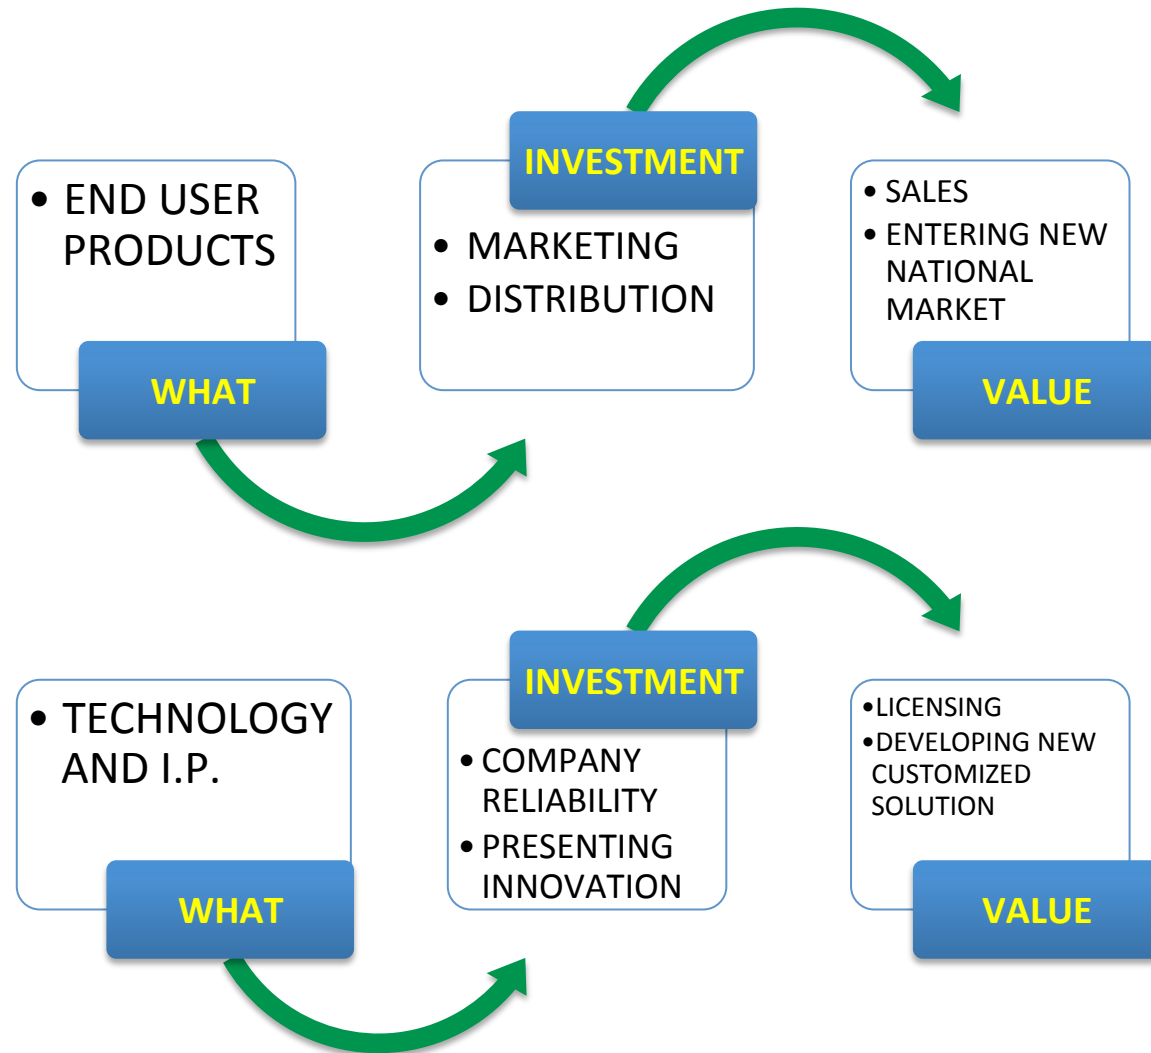 • END USER
PRODUCTS
WHAT
INVESTMENT
• MARKETING
• DISTRIBUTION
• SALES
• ENTERING NEW
NATIONAL
MARKET
VALUE
• TECHNOLOGY
AND I.P.
WHAT
INVESTMENT
• COMPANY
RELIABILITY
• PRESENTING
INNOVATION
•LICENSING
•DEVELOPING NEW
CUSTOMIZED
SOLUTION
VALUE